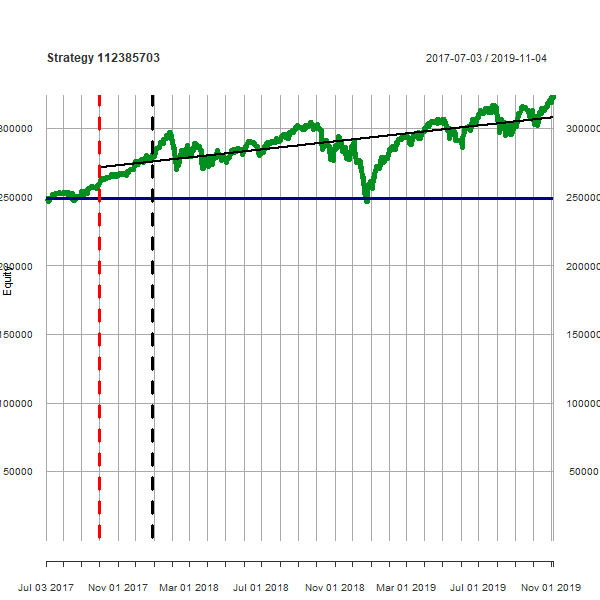 Strategy 112385703
2017-07-03 / 2019-11-04
300000
300000
250000
250000
200000
200000
Equity
150000
150000
100000
100000
50000
50000
Jul 03 2017
Nov 01 2017
Mar 01 2018
Jul 01 2018
Nov 01 2018
Mar 01 2019
Jul 01 2019
Nov 01 2019